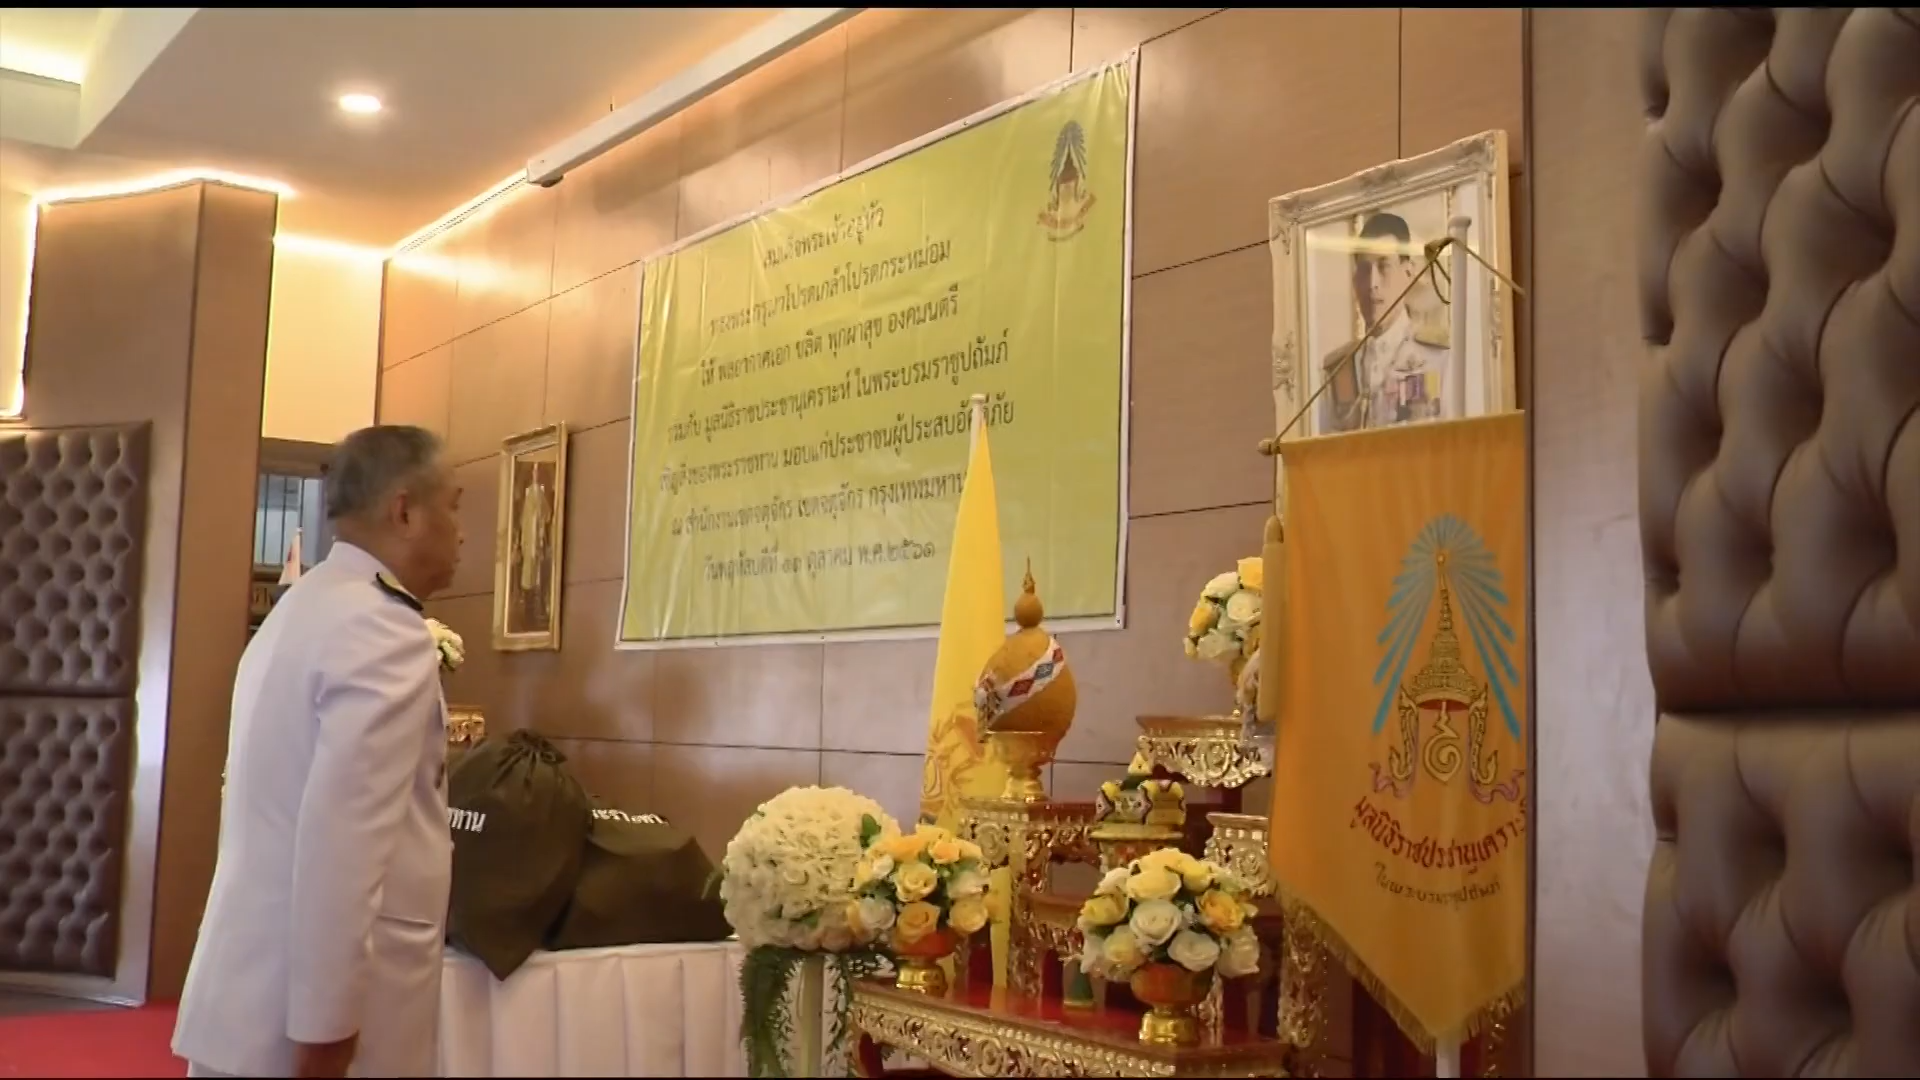 สมเด็จพระเจ้าอยู่หัว
ทรงพระกรุณาโปรดเกล้าโปรดกระหม่อม
ให้ พลอากาศเอก ชลิต พุกผาสุข องคมนตรี
ร่วมกับ มูลนิธิราชประชานุเคราะห์ ในพระบรมราชูปถัมภ์
เชิญสิ่งของพระราชทาน มอบแก่ประชาชนผู้ประสบอัคคีภัย
ณ สำนักงานเขตจตุจักร เขตจตุจักร กรุงเทพมหาน
วันพฤหัสบดีที่ ๑๑ ตุลาคม พ.ศ.๒๕๖๑
ทาน
มูลนิธิราชประชานุเคราะ
ในพระบรมราชูปถัมภ์